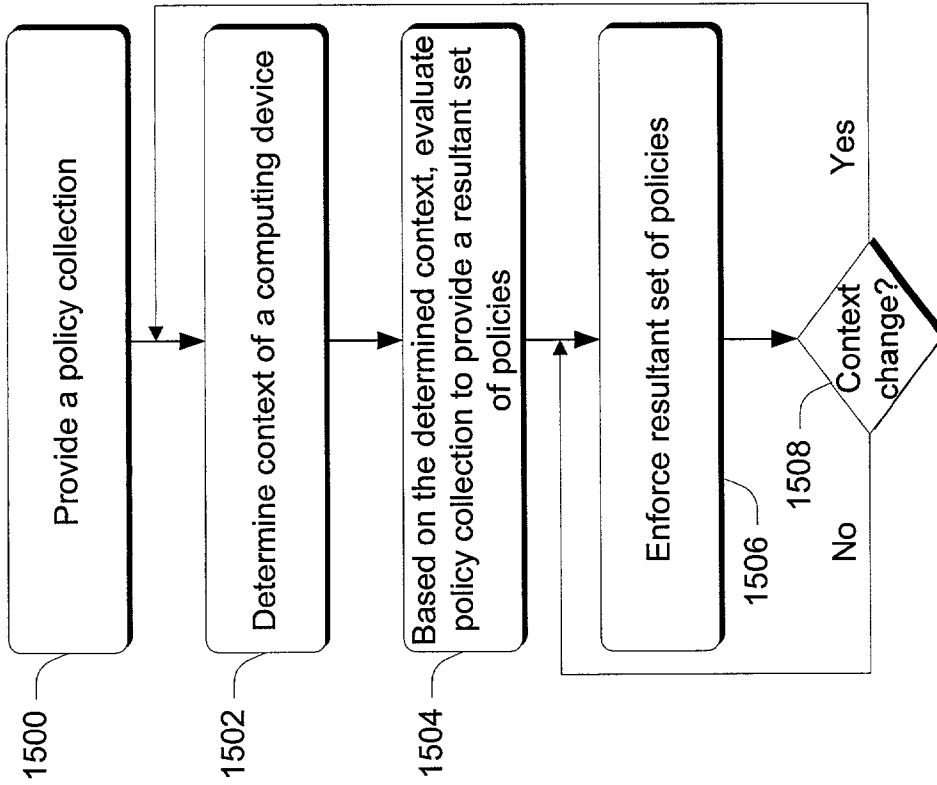 1500
Provide a policy collection
1502
Determine context of a computing device
1504
Based on the determined context, evaluate
policy collection to provide a resultant set
of policies
Enforce resultant set of policies
1506
1508
Context
change?
No
Yes